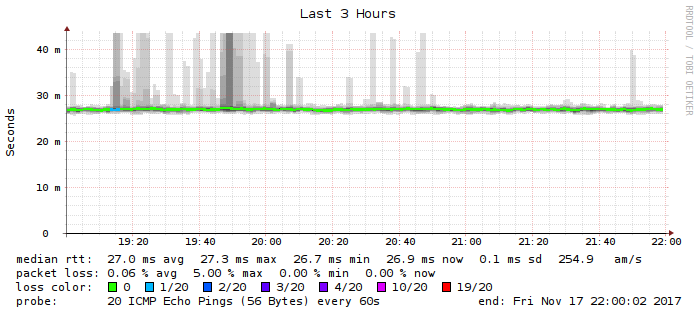 Last 3 Hours
RRDTOOL / TOBI OETIKER
Seconds
40 m
30 m
20 m
10 m
0
19:20 19:40 20:00 20:20 20:40 21:00 21:20 21:40 22:00
median rtt: 27.0 ms avg 27.3 ms max 26.7 ms min 26.9 ms now 0.1 ms sd 254.9 am/s
packet loss: 0.06 % avg 5.00 % max 0.00 % min 0.00 % now
loss color: 0 1/20 2/20 3/20 4/20 10/20 19/20
probe: 20 ICMP Echo Pings (56 Bytes) every 60s end: Fri Nov 17 22:00:02 2017